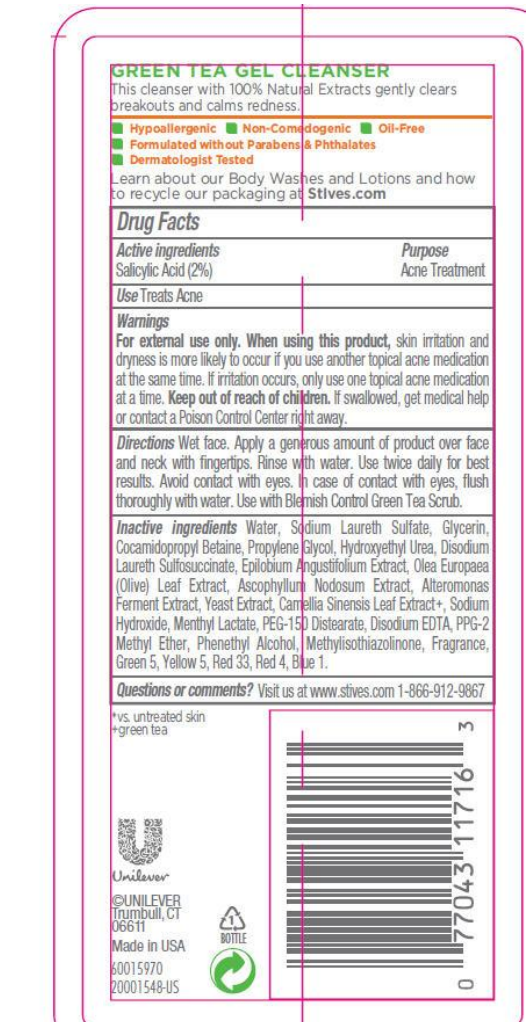 GREEN TEA GEL CLEANSER
This cleanser with 100% Natural Extracts gently clears
breakouts and calms redness.
Hypoallergenic Non-Comedogenic Oil-Free
Formulated without Parabens & Phthalates
Dermatologist Tested
Learn about our Body Washes and Lotions and how
to recycle our packaging at StIves.com
Drug Facts
Active ingredients Purpose
Salicylic Acid (2%) Acne Treatment
Use Treats Acne
Warnings
For external use only. When using this product, skin irritation and
dryness is more likely to occur if you use another topical acne medication
at the same time. If irritation occurs, only use one topical acne medication
at a time. Keep out of reach of children. If swallowed, get medical help
or contact a Poison Control Center right away.
Directions Wet face. Apply a generous amount of product over face
and neck with fingertips. Rinse with water. Use twice daily for best
results. Avoid contact with eyes. In case of contact with eyes, flush
thoroughly with water. Use with Blemish Control Green Tea Scrub.
Inactive ingredients Water, Sodium Laureth Sulfate, Glycerin,
Cocamidopropyl Betaine, Propylene Glycol, Hydroxyethyl Urea, Disodium
Laureth Sulfosuccinate, Epilobium Angustifolium Extract, Olea Europaea
(Olive) Leaf Extract, Ascophyllum Nodosum Extract, Alteromonas
Ferment Extract, Yeast Extract, Camellia Sinensis Leaf Extract+, Sodium
Hydroxide, Menthyl Lactate, PEG-150 Distearate, Disodium EDTA, PPG-2
Methyl Ether, Phenethyl Alcohol, Methylisothiazolinone, Fragrance,
Green 5, Yellow 5, Red 33, Red 4, Blue 1.
Questions or comments? Visit us at www.stives.com 1-866-912-9867
*vs. untreated skin
+green tea
Unilever
©UNILEVER
Trumbull, CT
06611
Made in USA
60015970
20001548-US
1
BOTTLE
0 77043 11716 3